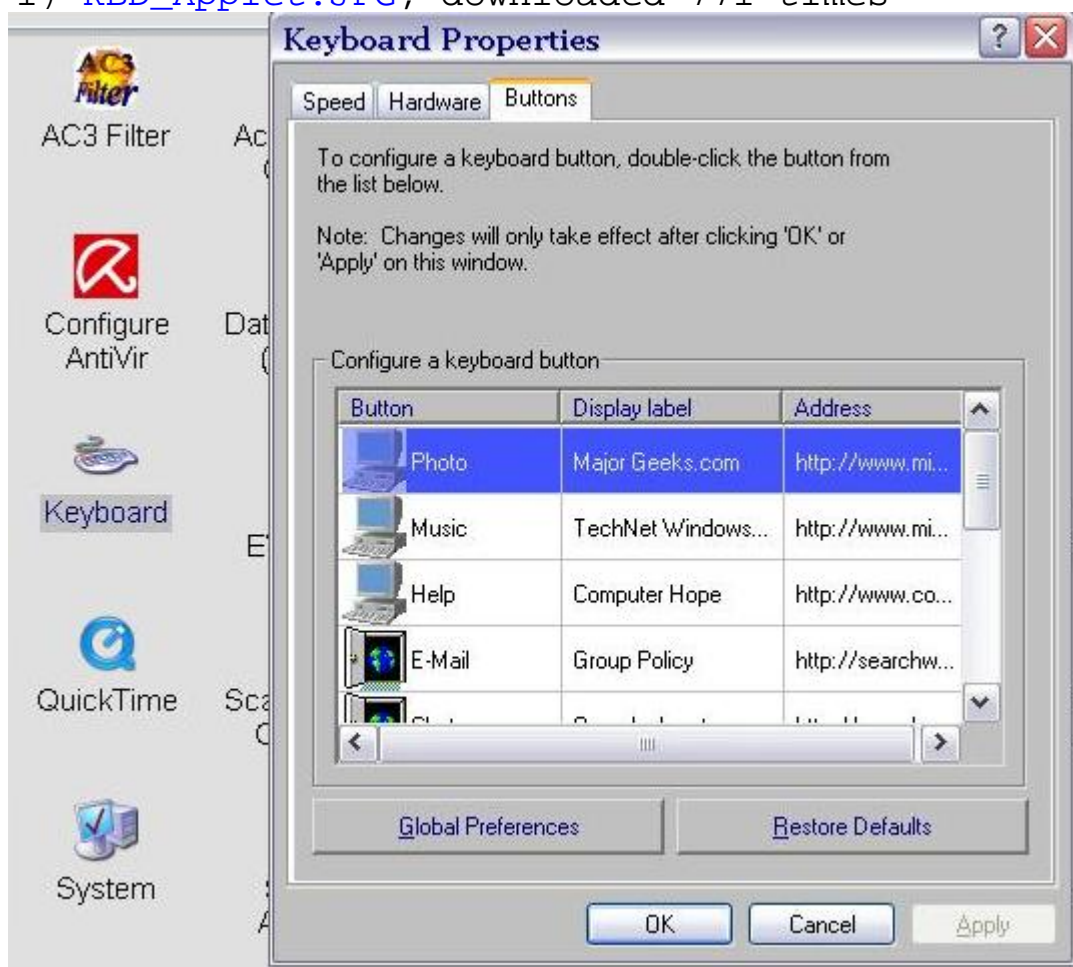 1) KBD_Applet.JPG, downloaded 771 times
Keyboard Properties
AC3
Filter
AC3 Filter
Ac
Configure
AntiVir
Dat
Keyboard
E
QuickTime
Sca
System
Speed Hardware Buttons
To configure a keyboard button, double-click the button from
the list below.
Note: Changes will only take effect after clicking 'OK' or
'Apply' on this window.
Configure a keyboard button
Button Display label Address
Photo Major Geeks.com http://www.mi...
Music TechNet Windows... http://www.mi...
Help Computer Hope http://www.co...
E-Mail Group Policy http://searchw...
Global Preferences Restore Defaults
OK Cancel Apply